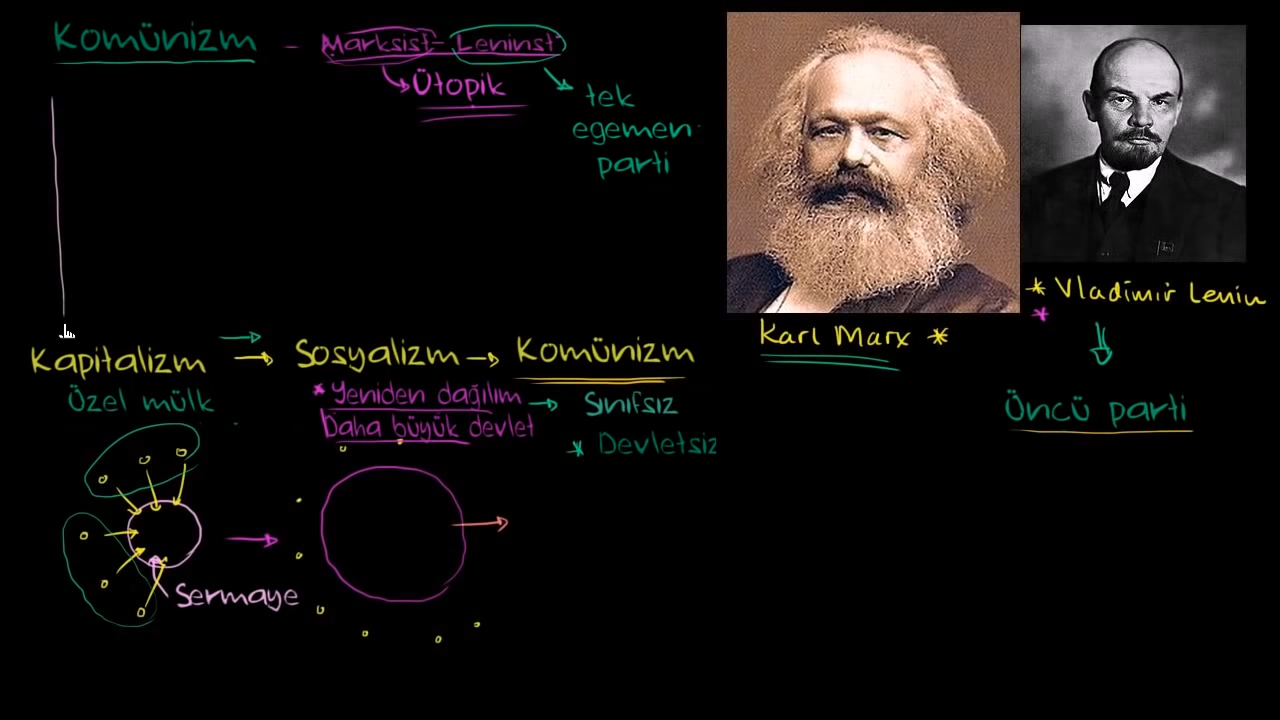 Komünizm - Marksist-Leninst
Ütopik
tek
egemen
parti
Karl Marx *
* Vladimir Lenin
*
Öncü parti
Kapitalizm
Sosyalizm
Komünizm
Özel mülk
* Yeniden dağılım
Daha büyük devlet
Sınıfsız
* Devletsiz
Sermaye